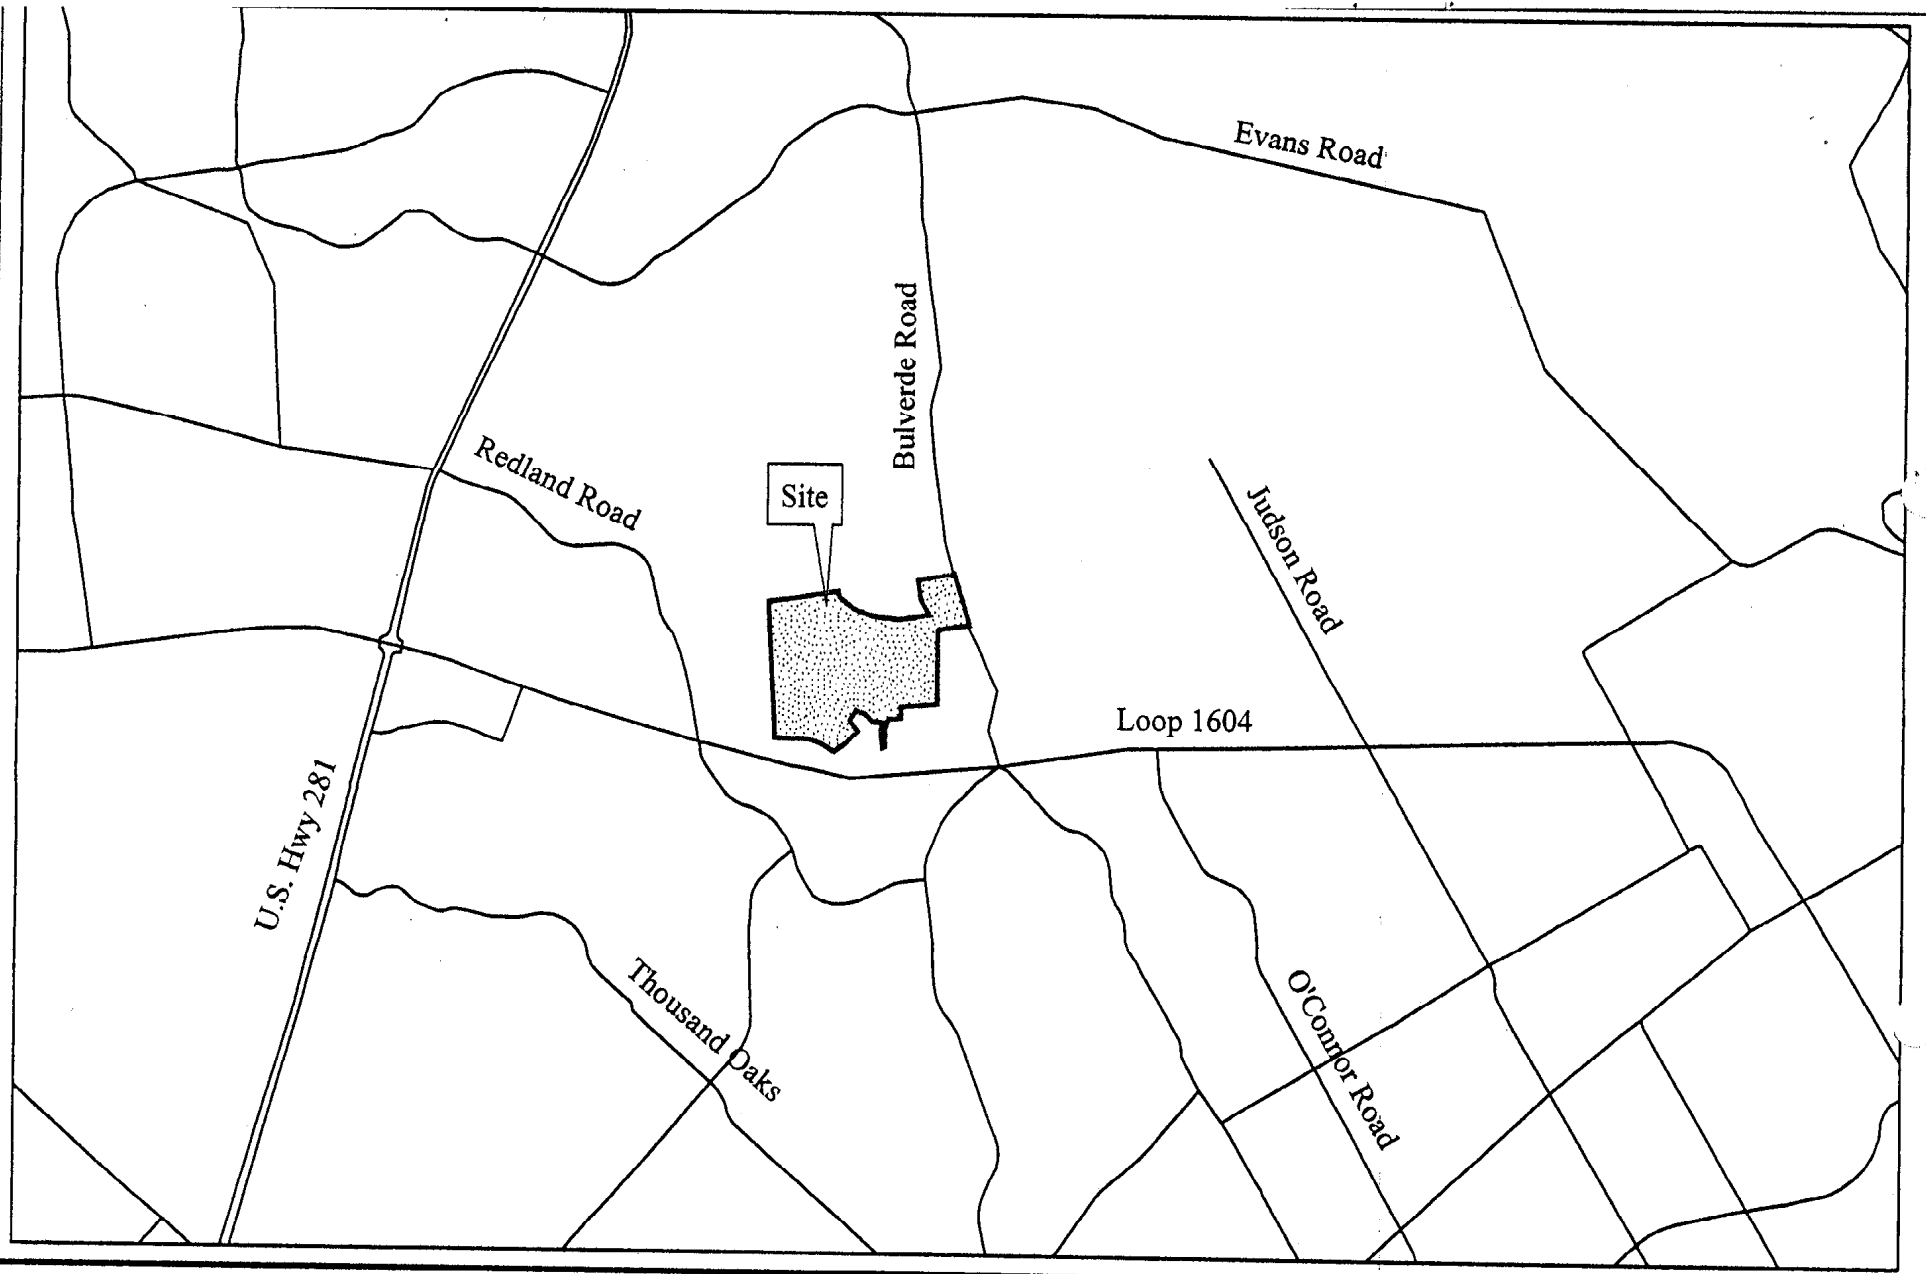 Evans Road
Bulverde Road
Redland Road
Site
Judson Road
Loop 1604
U.S. Hwy 281
Thousand Oaks
O'Connor Road